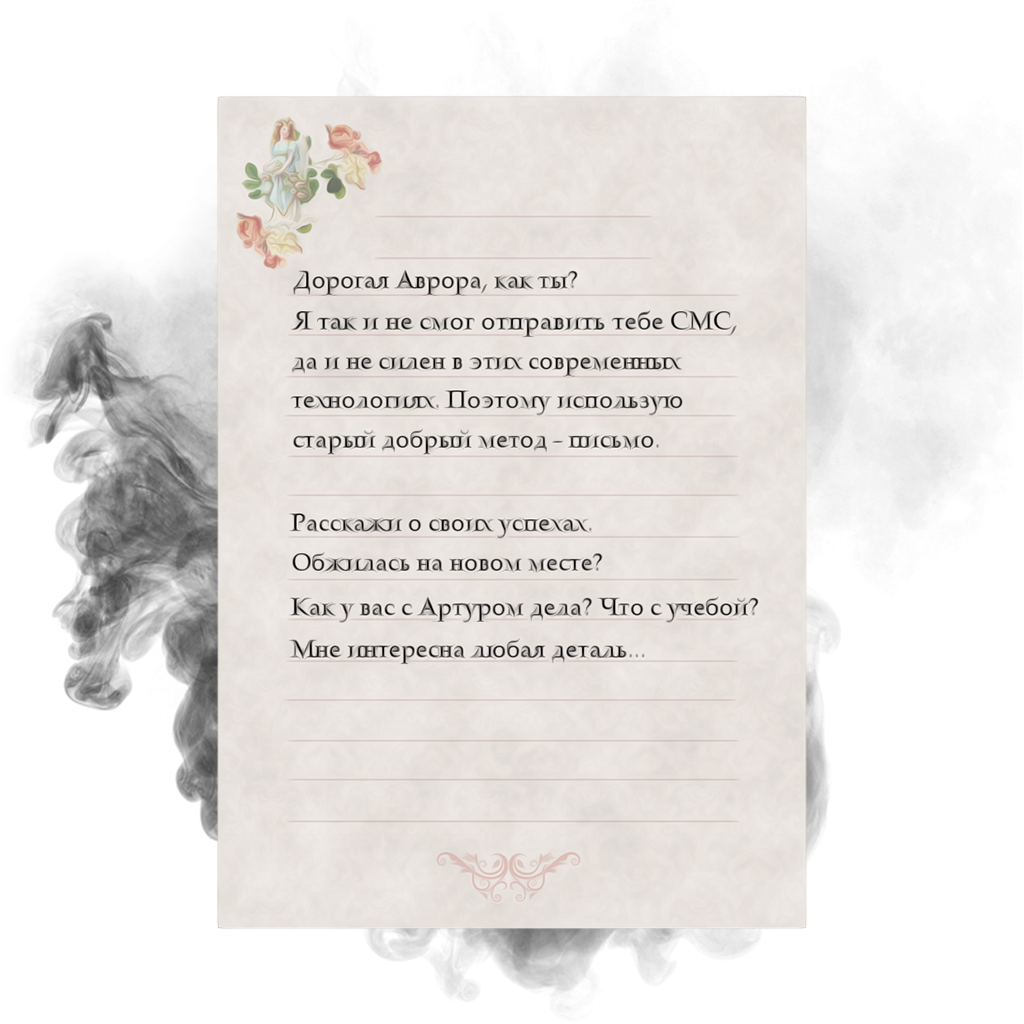 Дорогая Аврора, как ты?
Я так и не смог отправить тебе СМС,
да и не силен в этих современных
технологиях. Поэтому использую
старый добрый метод - письмо.
Расскажи о своих успехах.
Обжилась на новом месте?
Как у вас с Артуром дела? Что с учебой?
Мне интересна любая деталь...